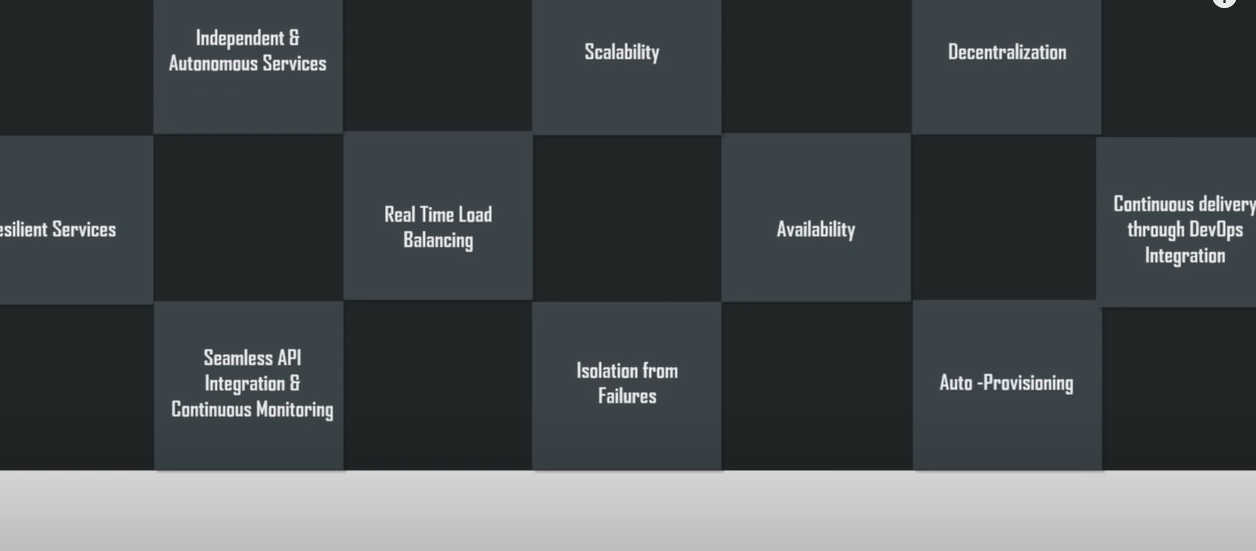 Independent &
Autonomous Services
Scalability
Decentralization
esilient Services
Real Time Load
Balancing
Availability
Continuous delivery
through DevOps
Integration
Seamless API
Integration &
Continuous Monitoring
Isolation from
Failures
Auto -Provisioning